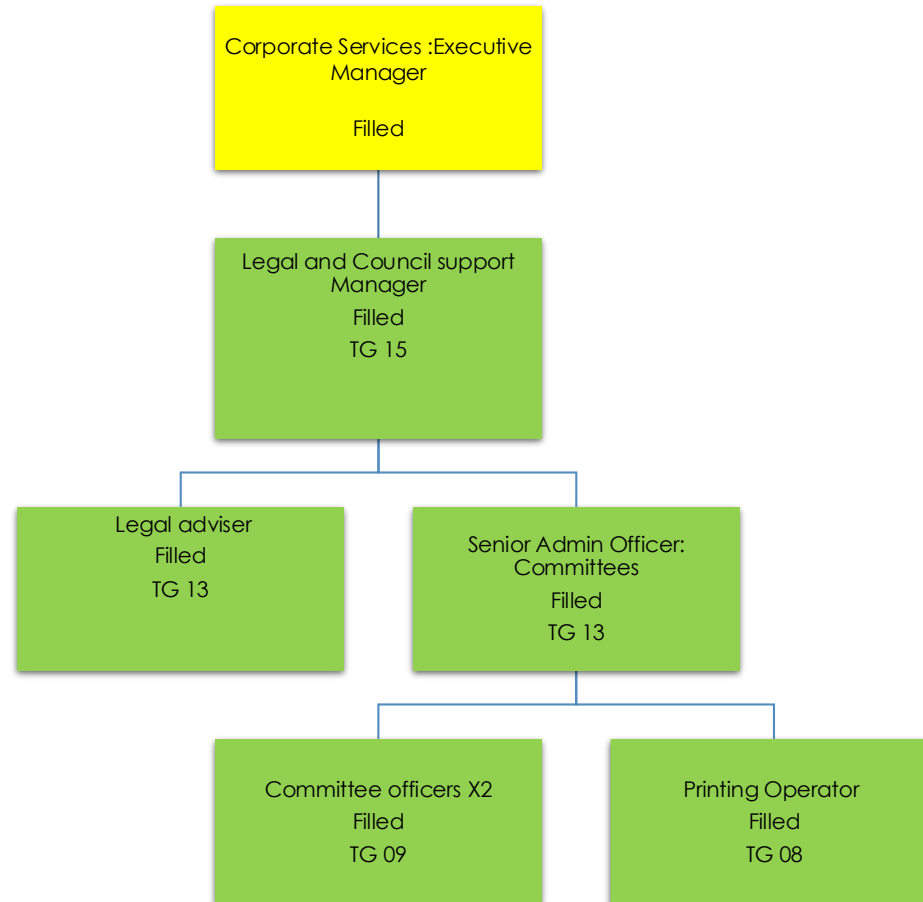 Corporate Services :Executive
Manager
Filled
Legal and Council support
Manager
Filled
TG 15
Legal adviser
Filled
TG 13
Senior Admin Officer:
Committees
Filled
TG 13
Committee officers X2
Filled
TG 09
Printing Operator
Filled
TG 08